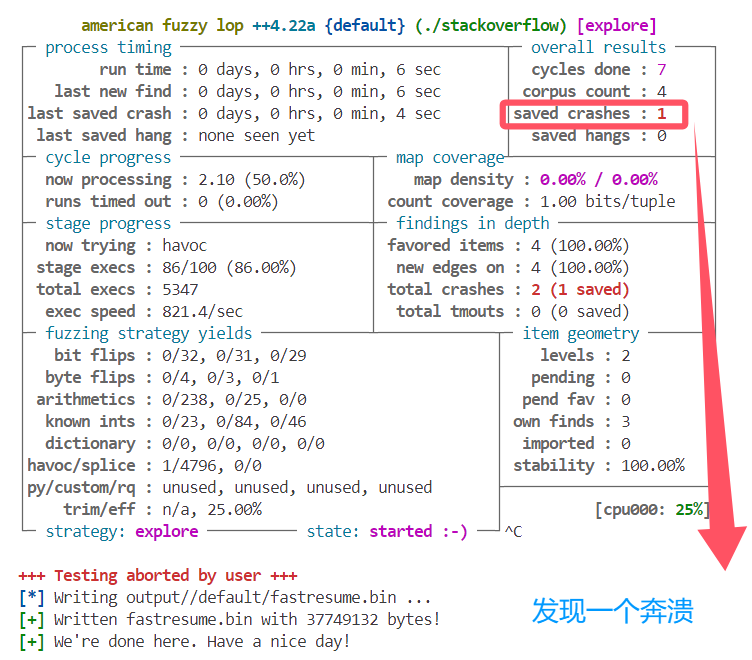 american fuzzy lop ++4.22a {default} (./stackoverflow) [explore]
process timing overall results
run time : 0 days, 0 hrs, 0 min, 6 sec cycles done : 7
last new find : 0 days, 0 hrs, 0 min, 6 sec corpus count : 4
last saved crash : 0 days, 0 hrs, 0 min, 4 sec saved crashes : 1
last saved hang : none seen yet saved hangs : 0
cycle progress map coverage
now processing : 2.10 (50.0%) map density : 0.00% / 0.00%
runs timed out : 0 (0.00%) count coverage : 1.00 bits/tuple
stage progress findings in depth
now trying : havoc favored items : 4 (100.00%)
stage execs : 86/100 (86.00%) new edges on : 4 (100.00%)
total execs : 5347 total crashes : 2 (1 saved)
exec speed : 821.4/sec total tmouts : 0 (0 saved)
fuzzing strategy yields item geometry
bit flips : 0/32, 0/31, 0/29 levels : 2
byte flips : 0/4, 0/3, 0/1 pending : 0
arithmetics : 0/238, 0/25, 0/0 pend fav : 0
known ints : 0/23, 0/84, 0/46 own finds : 3
dictionary : 0/0, 0/0, 0/0, 0/0 imported : 0
havoc/splice : 1/4796, 0/0 stability : 100.00%
py/custom/rq : unused, unused, unused, unused
trim/eff : n/a, 25.00% [cpu000: 25%]
strategy: explore state: started :-) ^C
+++ Testing aborted by user +++
[*] Writing output//default/fastresume.bin ...
[+] Written fastresume.bin with 37749132 bytes!
[+] We're done here. Have a nice day!
发现一个奔溃